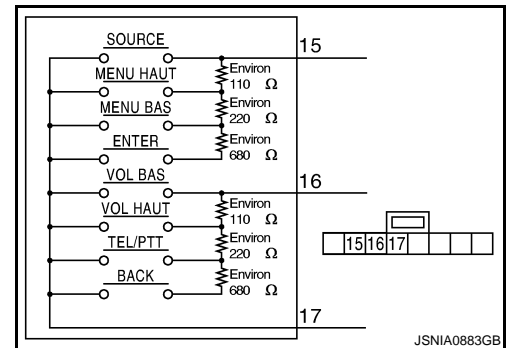 SOURCE
15
MENU HAUT
Environ
110 Ω
MENU BAS
Environ
220 Ω
ENTER
Environ
680 Ω
VOL BAS
16
VOL HAUT
Environ
110 Ω
TEL/PTT
Environ
220 Ω
15 16 17
BACK
Environ
680 Ω
17
JSNIA0883GB